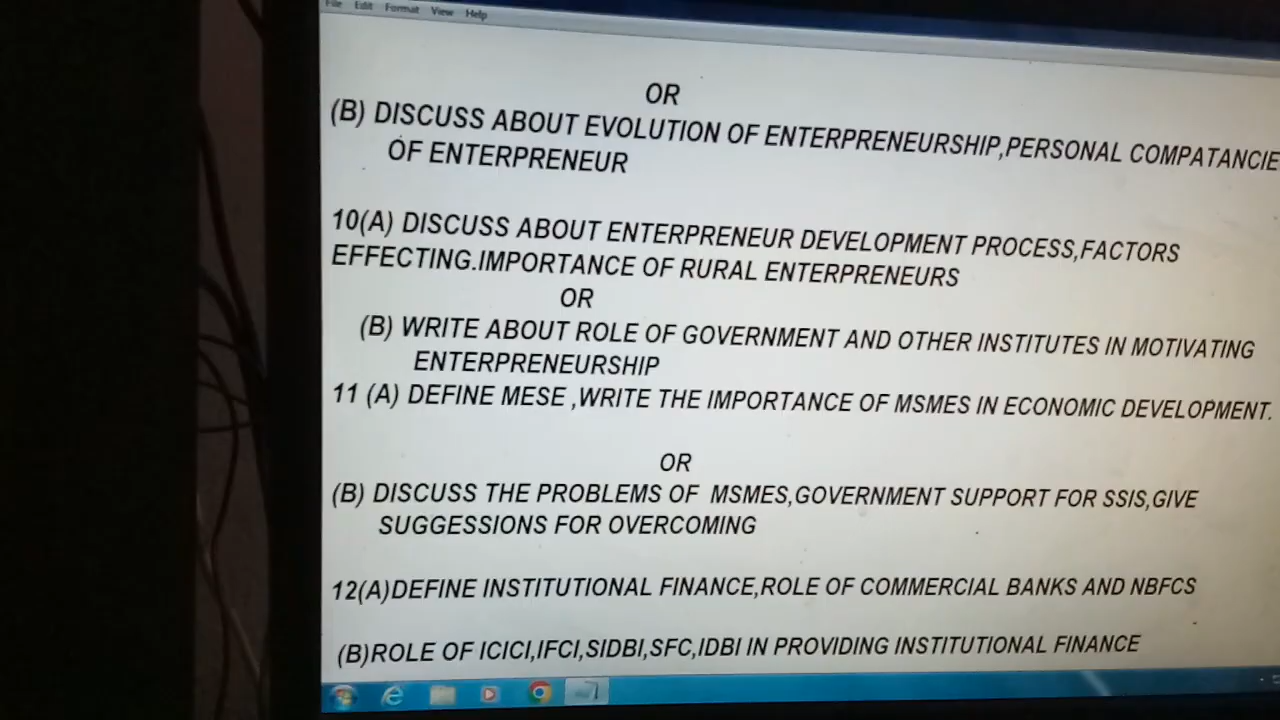 File Edit Format View Help
OR
(B) DISCUSS ABOUT EVOLUTION OF ENTERPRENEURSHIP,PERSONAL COMPATANCIE
OF ENTERPRENEUR
10(A) DISCUSS ABOUT ENTERPRENEUR DEVELOPMENT PROCESS,FACTORS
EFFECTING.IMPORTANCE OF RURAL ENTERPRENEURS
OR
(B) WRITE ABOUT ROLE OF GOVERNMENT AND OTHER INSTITUTES IN MOTIVATING
ENTERPRENEURSHIP
11 (A) DEFINE MESE ,WRITE THE IMPORTANCE OF MSMES IN ECONOMIC DEVELOPMENT.
OR
(B) DISCUSS THE PROBLEMS OF MSMES,GOVERNMENT SUPPORT FOR SSIS,GIVE
SUGGESSIONS FOR OVERCOMING
12(A)DEFINE INSTITUTIONAL FINANCE,ROLE OF COMMERCIAL BANKS AND NBFCS
(B)ROLE OF ICICI,IFCI,SIDBI,SFC,IDBI IN PROVIDING INSTITUTIONAL FINANCE